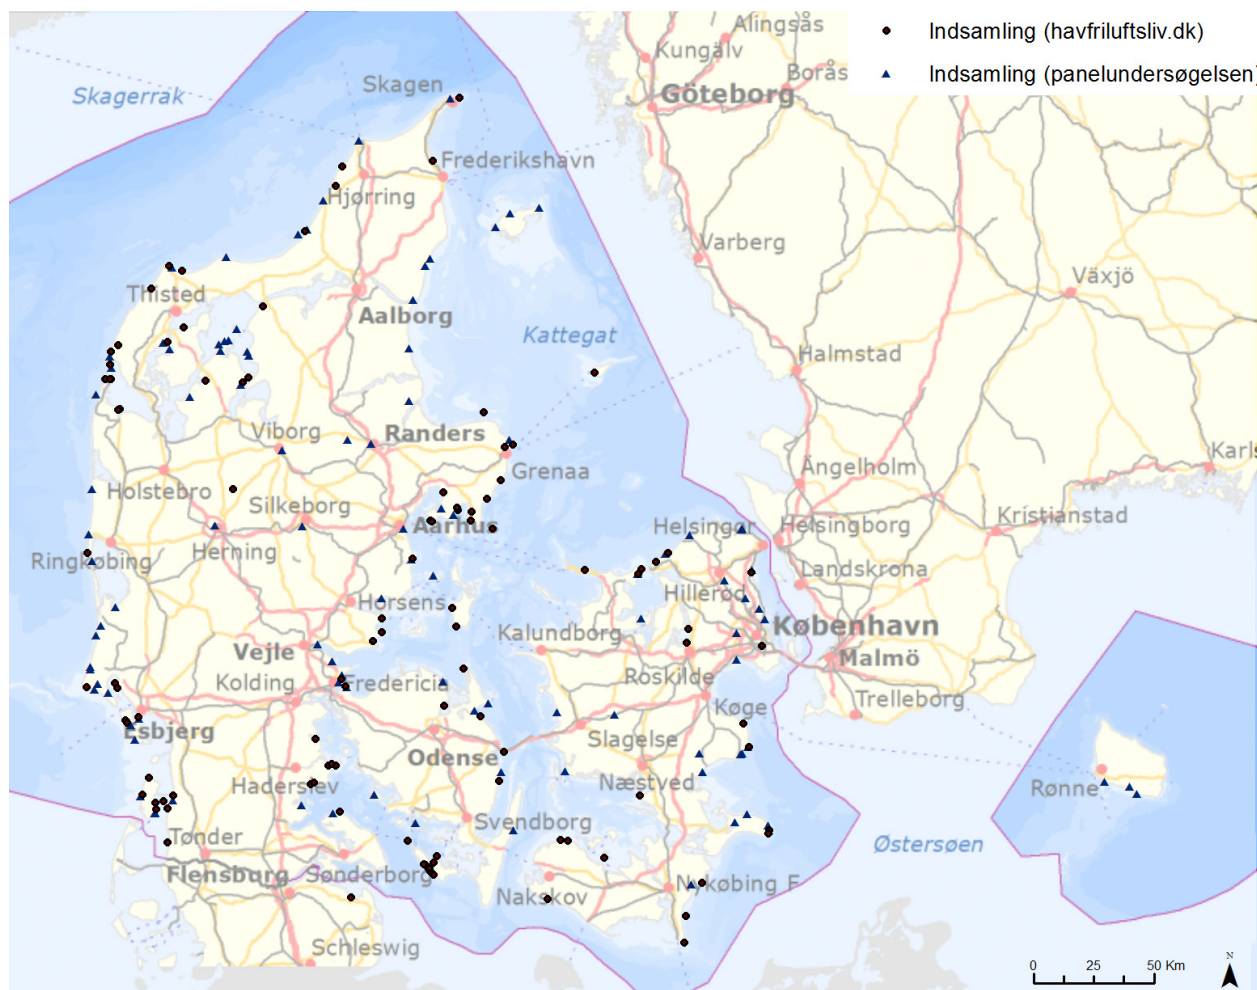 Indsamling (havfriluftsliv.dk)
Indsamling (panelundersøgelsen)
Alingsås
Kungälv
Borås
Göteborg
Skagen
Skagerrak
Frederikshavn
Hjørring
Varberg
Växjö
Thisted
Aalborg
Kattegat
Halmstad
Viborg
Randers
Grenaa
Ängelholm
Karls
Holstebro
Silkeborg
Aarhus
Helsingør
Helsingborg
Kristianstad
Herning
Ringkøbing
Landskrona
Hillerød
Horsens
Kalundborg
København
Malmö
Vejle
Roskilde
Kolding
Fredericia
Trelleborg
Køge
Esbjerg
Slagelse
Odense
Næstved
Haderslev
Rønne
Svendborg
Tønder
Østersøen
Flensburg
Sønderborg
Nakskov
Nykøbing F
Schleswig
N
0 25 50 Km